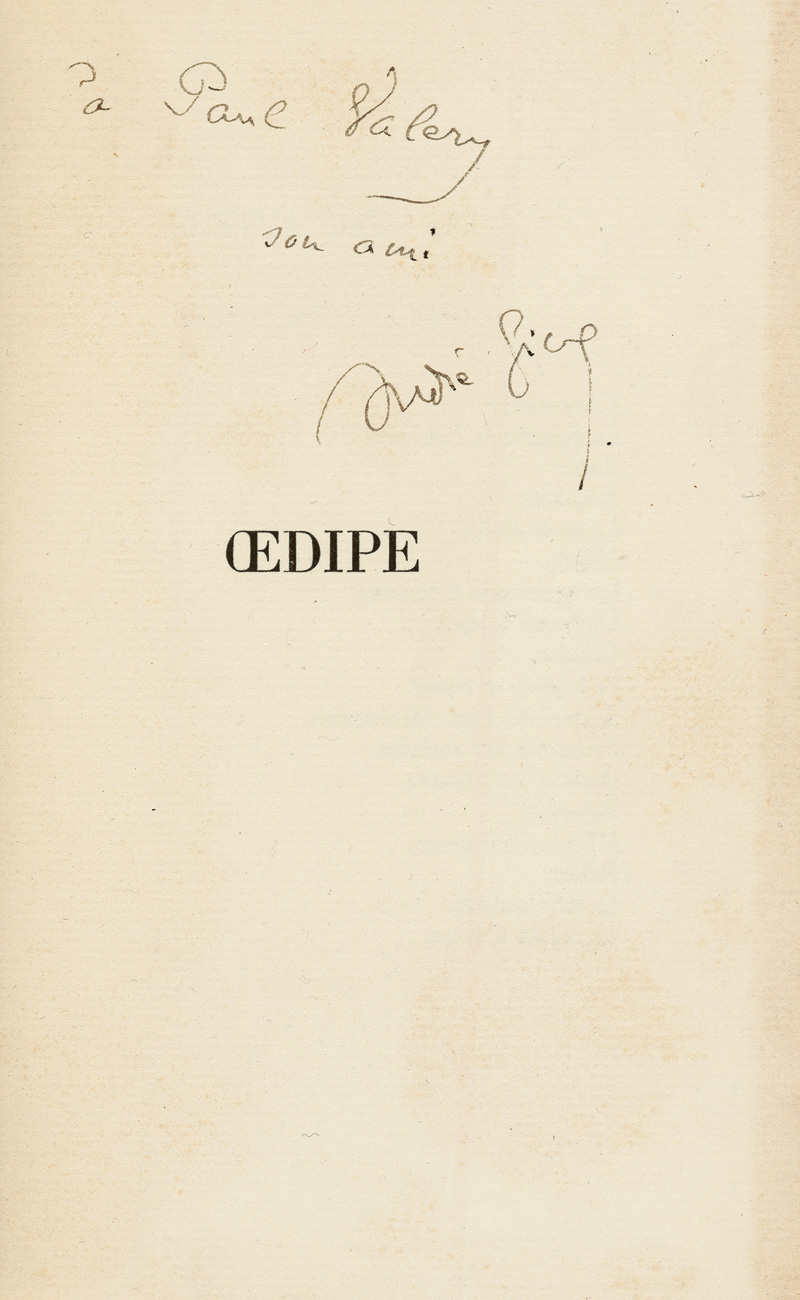 à Paul Valery
son ami
André Gide
ŒDIPE